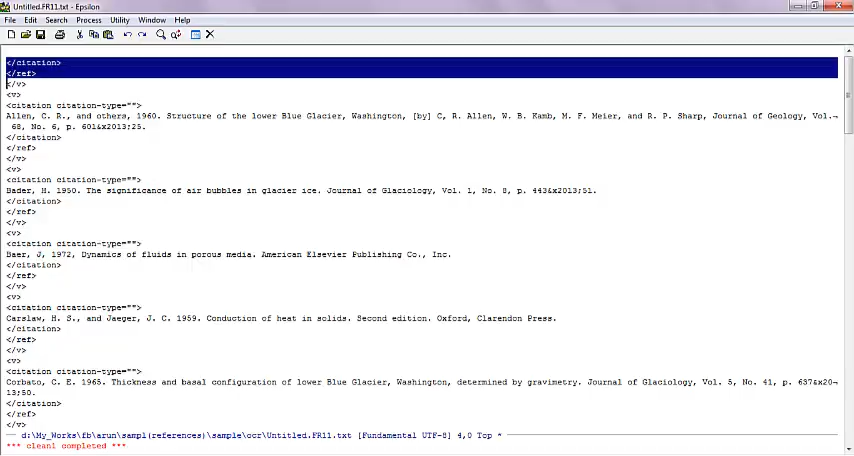 Untitled.FR11.txt - Epsilon
File Edit Search Process Utility Window Help
</citation>
</ref>
</v>
<v>
<citation citation-type="">
Allen, C. R., and others, 1960. Structure of the lower Blue Glacier, Washington, [by] C, R. Allen, W. B. Kamb, M. F. Meier, and R. P. Sharp, Journal of Geology, Vol.¬
 68, No. 6, p. 601&x2013;25.
</citation>
</ref>
</v>
<v>
<citation citation-type="">
Bader, H. 1950. The significance of air bubbles in glacier ice. Journal of Glaciology, Vol. 1, No. 8, p. 443&x2013;51.
</citation>
</ref>
</v>
<v>
<citation citation-type="">
Baer, J, 1972, Dynamics of fluids in porous media. American Elsevier Publishing Co., Inc.
</citation>
</ref>
</v>
<v>
<citation citation-type="">
Carslaw, H. S., and Jaeger, J. C. 1959. Conduction of heat in solids. Second edition. Oxford, Clarendon Press.
</citation>
</ref>
</v>
<v>
<citation citation-type="">
Corbato, C. E. 1965. Thickness and basal configuration of lower Blue Glacier, Washington, determined by gravimetry. Journal of Glaciology, Vol. 5, No. 41, p. 637&x20¬
13;50.
</citation>
</ref>
</v>
d:\My_Works\fb\arun\sampl(references)\sample\ocr\Untitled.FR11.txt [Fundamental UTF-8] 4,0 Top *
*** clean1 completed ***